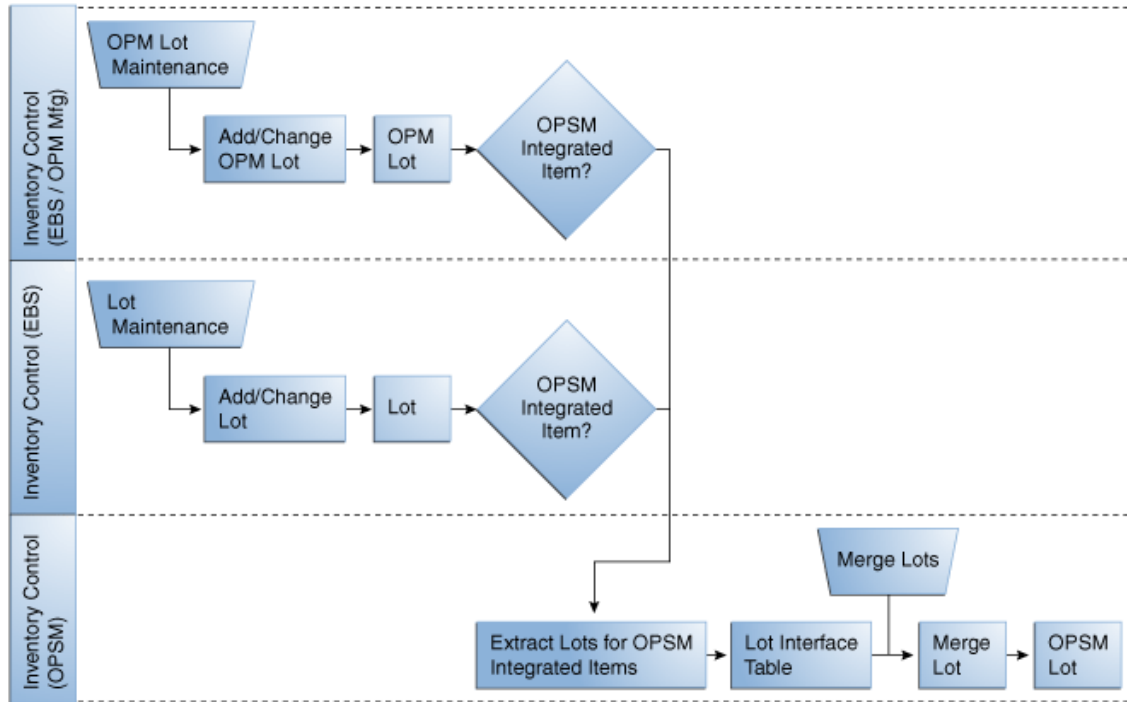 Inventory Control
(EBS / OPM Mfg)
OPM Lot
Maintenance
Add/Change
OPM Lot
OPM
Lot
OPSM
Integrated
Item?
Inventory Control (EBS)
Lot
Maintenance
Add/Change
Lot
Lot
OPSM
Integrated
Item?
Inventory Control
(OPSM)
Merge Lots
Extract Lots for OPSM
Integrated Items
Lot Interface
Table
Merge
Lot
OPSM
Lot